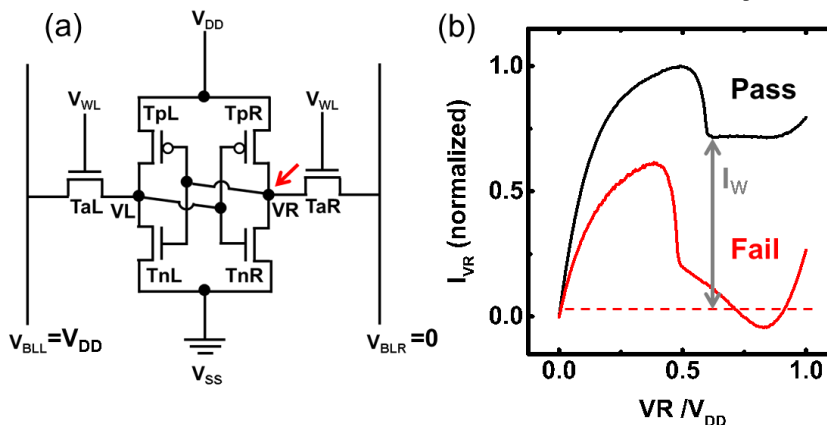 (a)
V_DD
V_WL
TpL
TpR
V_WL
TaL
VL
VR
TaR
TnL
TnR
V_BLL=V_DD
V_BLR=0
V_SS
(b)
1.0
0.5
0.0
I_VR (normalized)
Pass
I_W
Fail
0.0
0.5
1.0
VR /V_DD